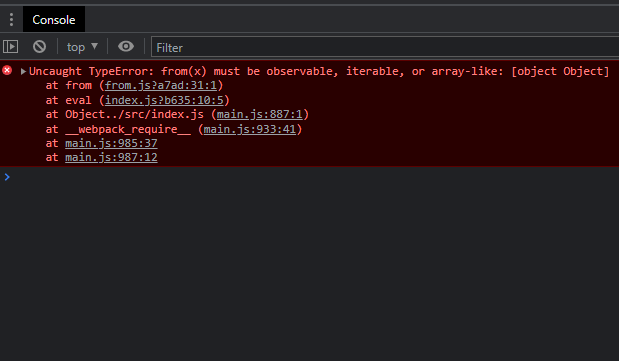 Console
top ▼ Filter
Uncaught TypeError: from(x) must be observable, iterable, or array-like: [object Object]
at from (from.js?a7ad:31:1)
at eval (index.js?b635:10:5)
at Object../src/index.js (main.js:887:1)
at __webpack_require__ (main.js:933:41)
at main.js:985:37
at main.js:987:12